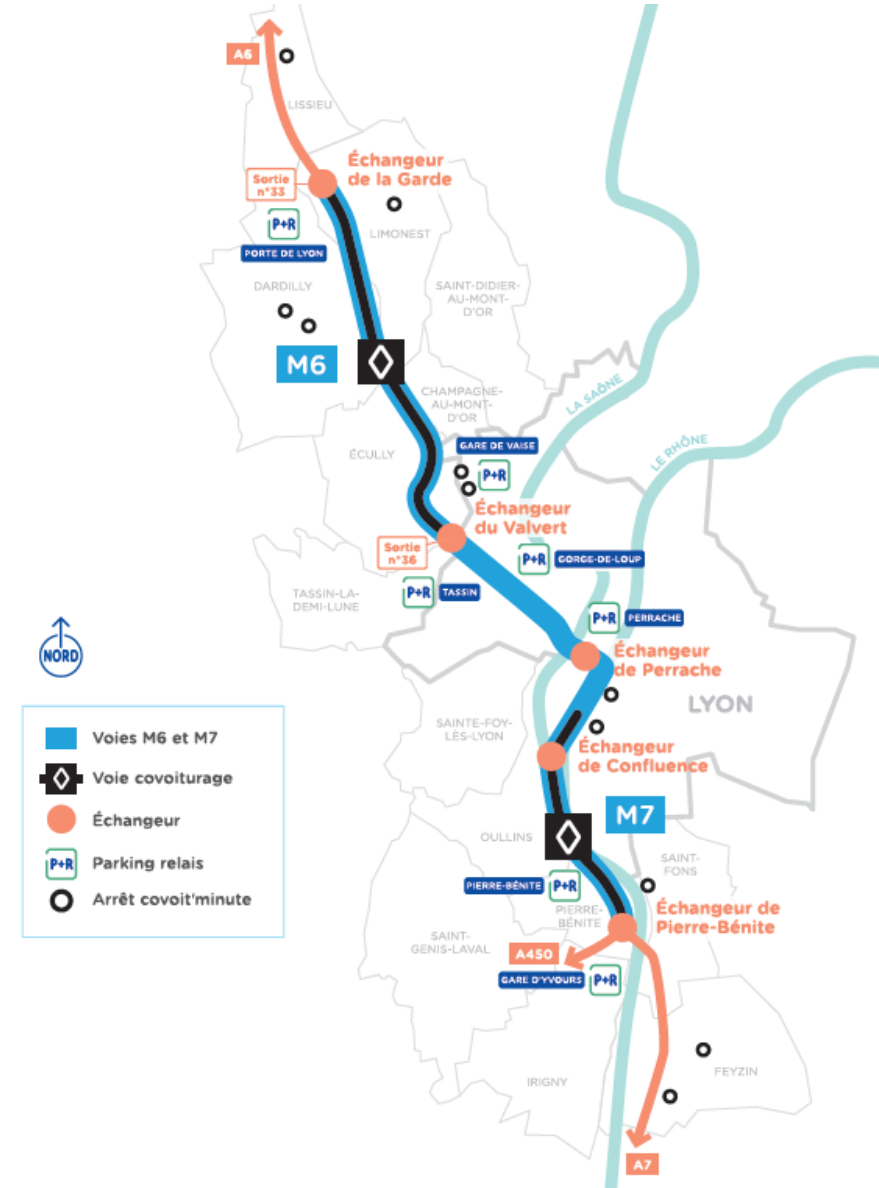 A6
LISSIEU
Échangeur
de la Garde
Sortie
n°33
P+R
LIMONEST
PORTE DE LYON
DARDILLY
SAINT-DIDIER-
AU-MONT-
D'OR
M6
CHAMPAGNE-
AU-MONT-
D'OR
LA SAÔNE
LE RHÔNE
ÉCULLY
GARE DE VAISE
P+R
Échangeur
du Valvert
Sortie
n°36
P+R
GORGE-DE-LOUP
TASSIN-LA-
DEMI-LUNE
P+R
TASSIN
P+R
PERRACHE
NORD
Échangeur
de Perrache
LYON
SAINTE-FOY-
LÈS-LYON
Échangeur
de Confluence
Voies M6 et M7
Voie covoiturage
Échangeur
P+R
Parking relais
Arrêt covoit'minute
M7
OULLINS
SAINT-
FONS
PIERRE-BÉNITE
P+R
PIERRE-
BÉNITE
Échangeur de
Pierre-Bénite
SAINT-
GENIS-LAVAL
A450
GARE D'YVOURS
P+R
IRIGNY
FEYZIN
A7